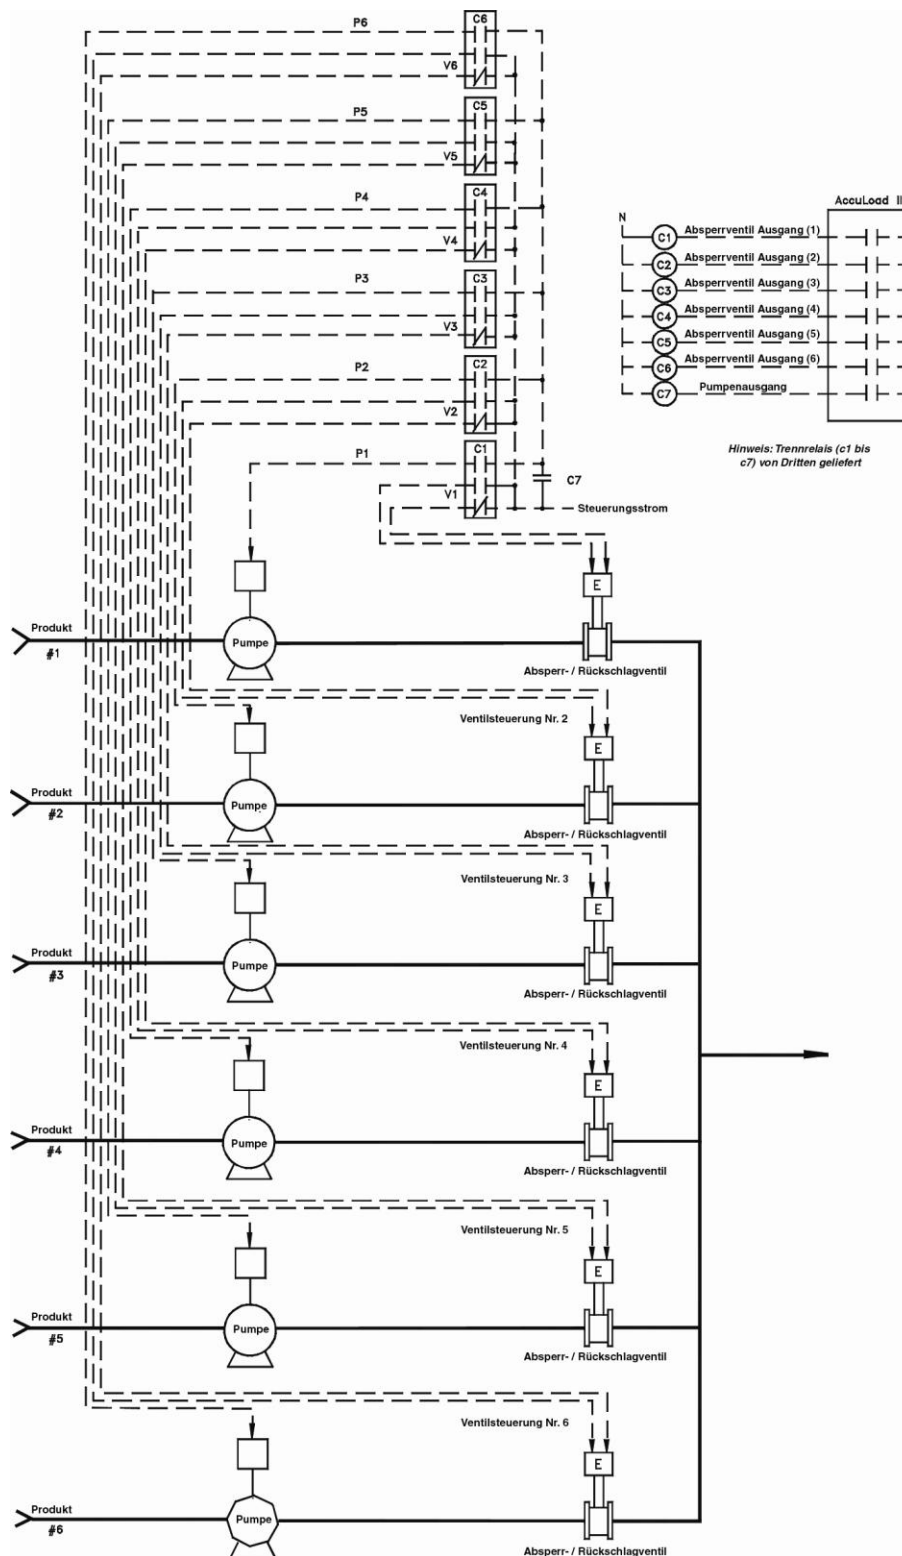 P6
C6
V6
P5
C5
V5
P4
C4
V4
P3
C3
V3
P2
C2
V2
P1
C1
V1
C7
Steuerungsstrom
AccuLoad II
N
C1 Absperrventil Ausgang (1)
C2 Absperrventil Ausgang (2)
C3 Absperrventil Ausgang (3)
C4 Absperrventil Ausgang (4)
C5 Absperrventil Ausgang (5)
C6 Absperrventil Ausgang (6)
C7 Pumpenausgang
Hinweis: Trennrelais (c1 bis
c7) von Dritten geliefert
E
Produkt
#1
Pumpe
Absperr- / Rückschlagventil
Ventilsteuerung Nr. 2
E
Produkt
#2
Pumpe
Absperr- / Rückschlagventil
Ventilsteuerung Nr. 3
E
Produkt
#3
Pumpe
Absperr- / Rückschlagventil
Ventilsteuerung Nr. 4
E
Produkt
#4
Pumpe
Absperr- / Rückschlagventil
Ventilsteuerung Nr. 5
E
Produkt
#5
Pumpe
Absperr- / Rückschlagventil
Ventilsteuerung Nr. 6
E
Produkt
#6
Pumpe
Absperr- / Rückschlagventil